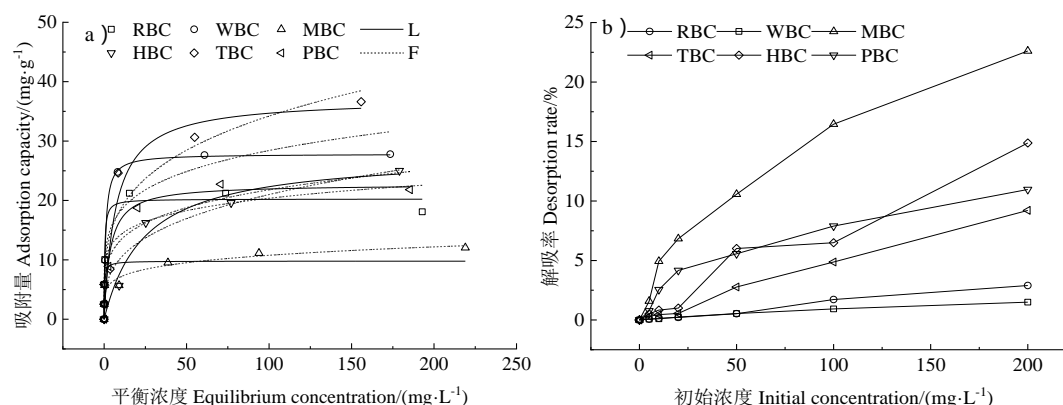 a )
RBC WBC MBC L
HBC TBC PBC F
50
40
30
20
10
0
吸附量 Adsorption capacity/(mg·g⁻¹)
0 50 100 150 200 250
平衡浓度 Equilibrium concentration/(mg·L⁻¹)
b )
RBC WBC MBC
TBC HBC PBC
25
20
15
10
5
0
解吸率 Desorption rate/%
0 50 100 150 200
初始浓度 Initial concentration/(mg·L⁻¹)